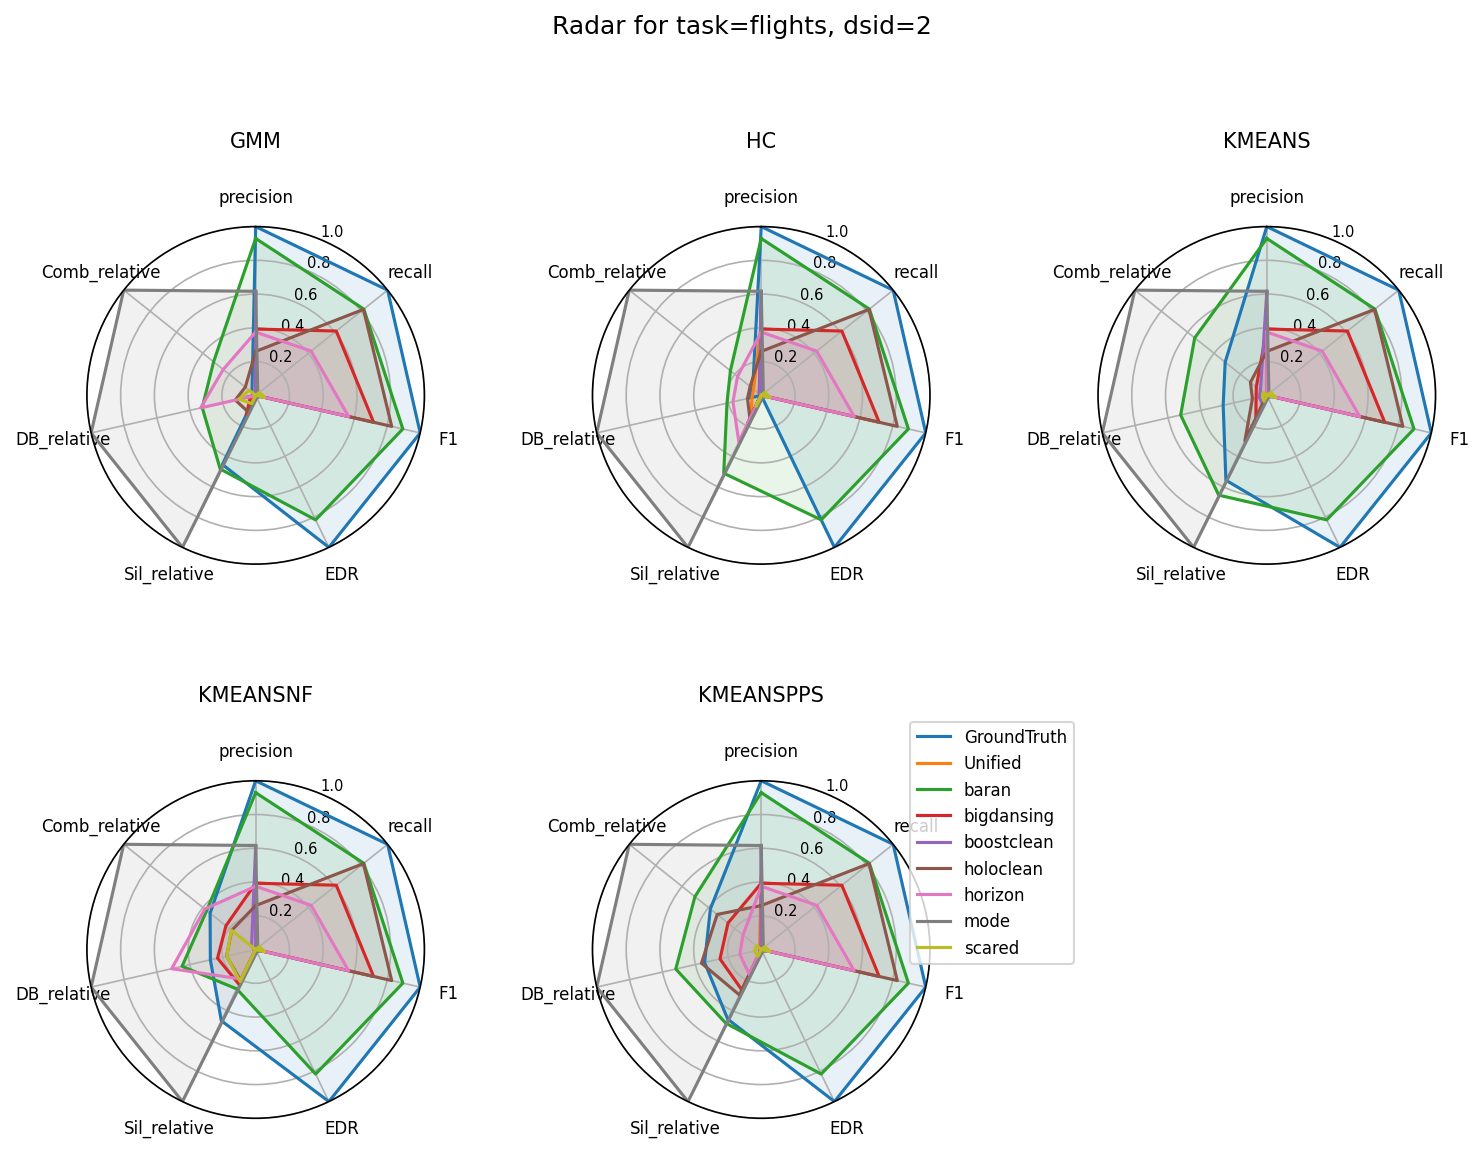 Radar for task=flights, dsid=2
GMM
precision
recall
F1
EDR
Sil_relative
DB_relative
Comb_relative
0.2
0.4
0.6
0.8
1.0
HC
precision
recall
F1
EDR
Sil_relative
DB_relative
Comb_relative
0.2
0.4
0.6
0.8
1.0
KMEANS
precision
recall
F1
EDR
Sil_relative
DB_relative
Comb_relative
0.2
0.4
0.6
0.8
1.0
KMEANSNF
precision
recall
F1
EDR
Sil_relative
DB_relative
Comb_relative
0.2
0.4
0.6
0.8
1.0
KMEANSPPS
precision
recall
F1
EDR
Sil_relative
DB_relative
Comb_relative
0.2
0.4
0.6
0.8
1.0
GroundTruth
Unified
baran
bigdansing
boostclean
holoclean
horizon
mode
scared